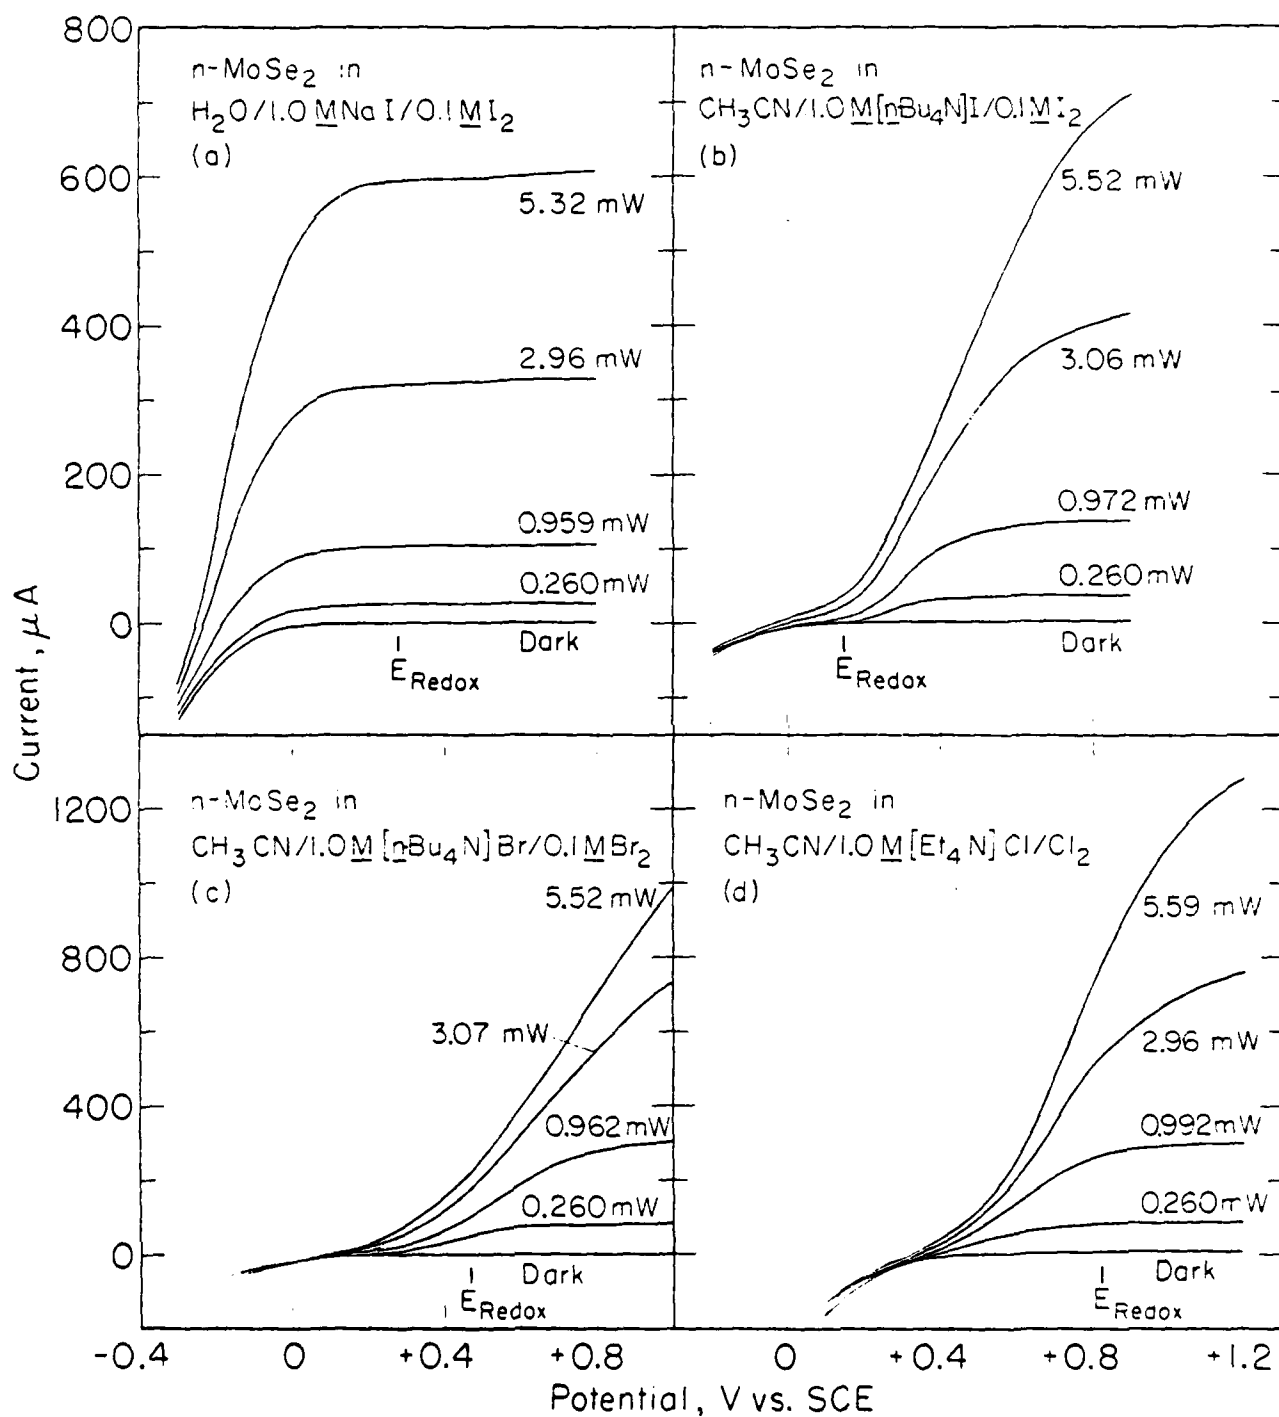 Current, μA
800
600
400
200
0
n-MoSe2 in
H2O/1.0 M NaI/0.1 M I2
(a)
5.32 mW
2.96 mW
0.959 mW
0.260 mW
Dark
E Redox
n-MoSe2 in
CH3CN/1.0 M [nBu4N]I/0.1 M I2
(b)
5.52 mW
3.06 mW
0.972 mW
0.260 mW
Dark
E Redox
1200
800
400
0
n-MoSe2 in
CH3CN/1.0 M [nBu4N]Br/0.1 M Br2
(c)
5.52 mW
3.07 mW
0.962 mW
0.260 mW
Dark
E Redox
n-MoSe2 in
CH3CN/1.0 M [Et4N]Cl/Cl2
(d)
5.59 mW
2.96 mW
0.992 mW
0.260 mW
Dark
E Redox
-0.4 0 +0.4 +0.8 0 +0.4 +0.8 +1.2
Potential, V vs. SCE